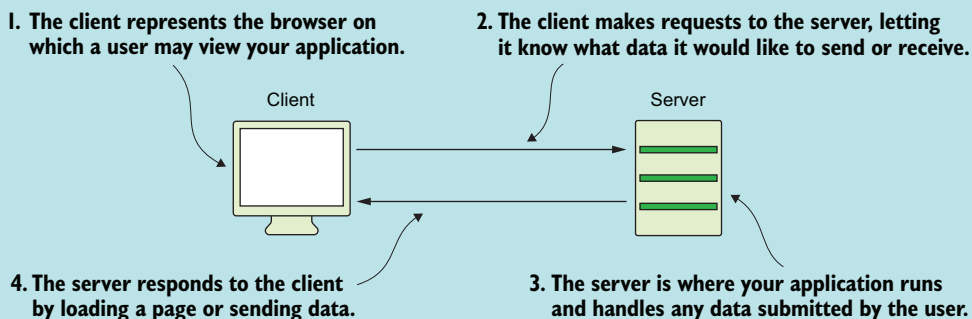 1. The client represents the browser on
which a user may view your application.
2. The client makes requests to the server, letting
it know what data it would like to send or receive.
Client
Server
4. The server responds to the client
by loading a page or sending data.
3. The server is where your application runs
and handles any data submitted by the user.